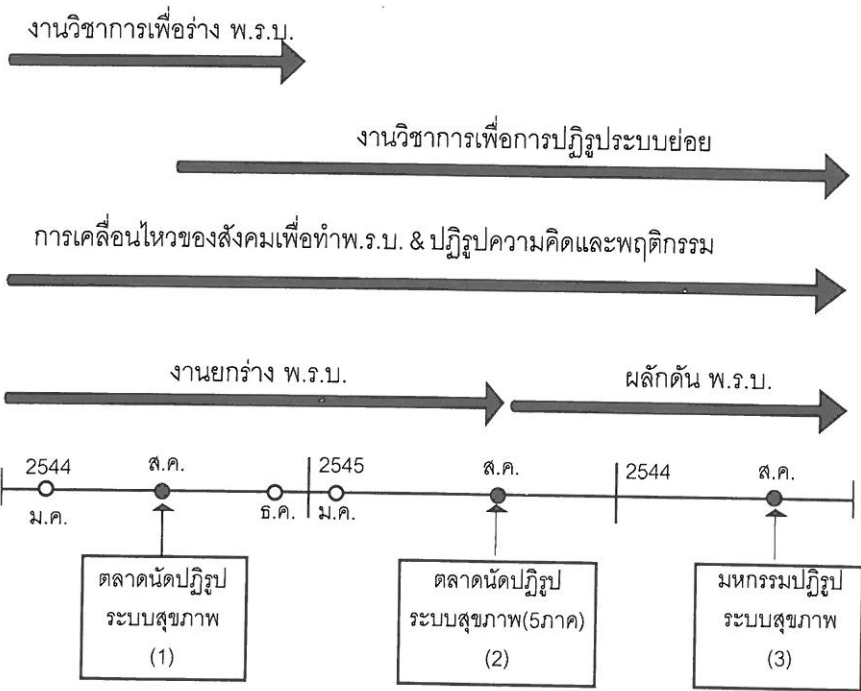 งานวิชาการเพื่อร่าง พ.ร.บ.
งานวิชาการเพื่อการปฏิรูประบบย่อย
การเคลื่อนไหวของสังคมเพื่อทำพ.ร.บ. & ปฏิรูปความคิดและพฤติกรรม
งานยกร่าง พ.ร.บ.
ผลักดัน พ.ร.บ.
2544
ส.ค.
2545
ส.ค.
2544
ส.ค.
ม.ค.
ธ.ค.
ม.ค.
ตลาดนัดปฏิรูป
ระบบสุขภาพ
(1)
ตลาดนัดปฏิรูป
ระบบสุขภาพ(5ภาค)
(2)
มหกรรมปฏิรูป
ระบบสุขภาพ
(3)